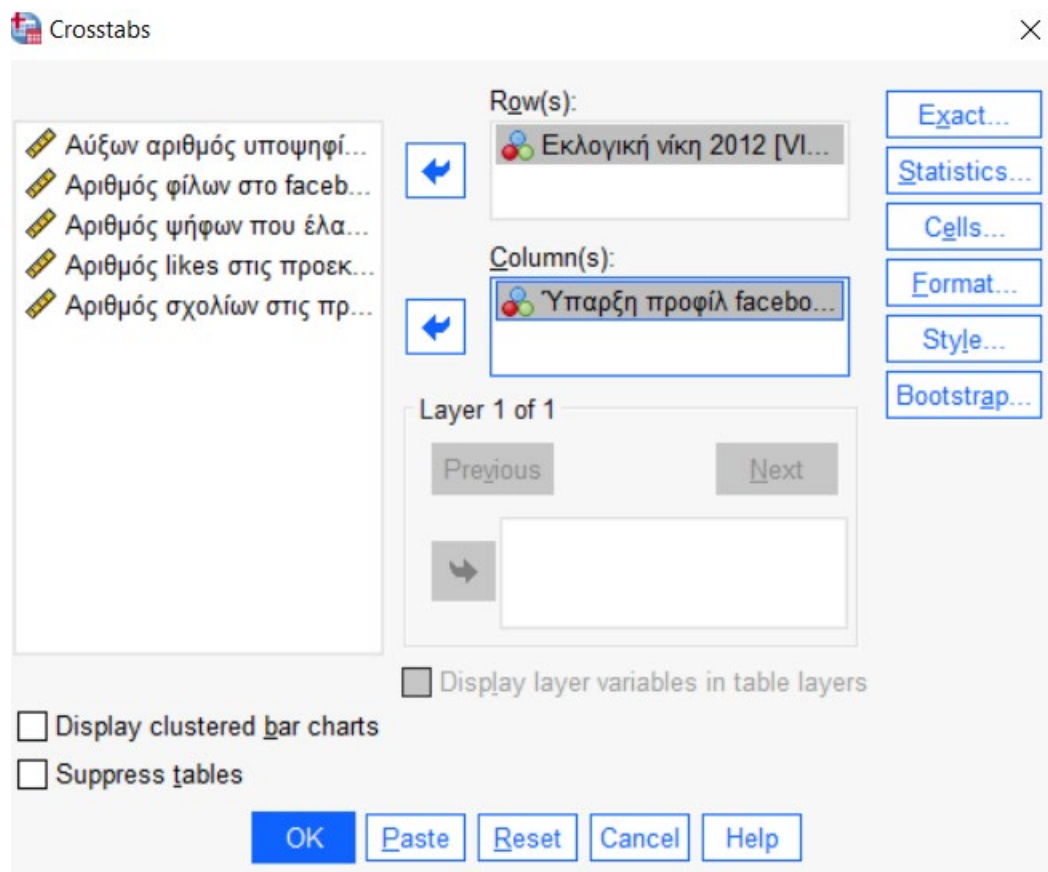 Crosstabs
Αύξων αριθμός υποψηφί...
Αριθμός φίλων στο faceb...
Αριθμός ψήφων που έλα...
Αριθμός likes στις προεκ...
Αριθμός σχολίων στις πρ...
Row(s):
Εκλογική νίκη 2012 [VI...
Column(s):
Ύπαρξη προφίλ facebo...
Layer 1 of 1
Previous
Next
Display layer variables in table layers
Exact...
Statistics...
Cells...
Format...
Style...
Bootstrap...
Display clustered bar charts
Suppress tables
OK Paste Reset Cancel Help